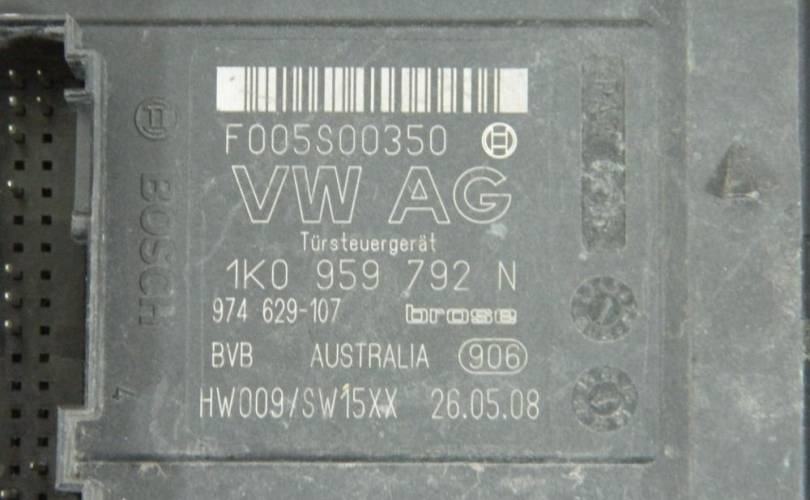 F005S00350
VW AG
Türsteuergerät
1K0 959 792 N
974 629-107 brose
BVB AUSTRALIA 906
HW009/SW15XX 26.05.08
BOSCH
4